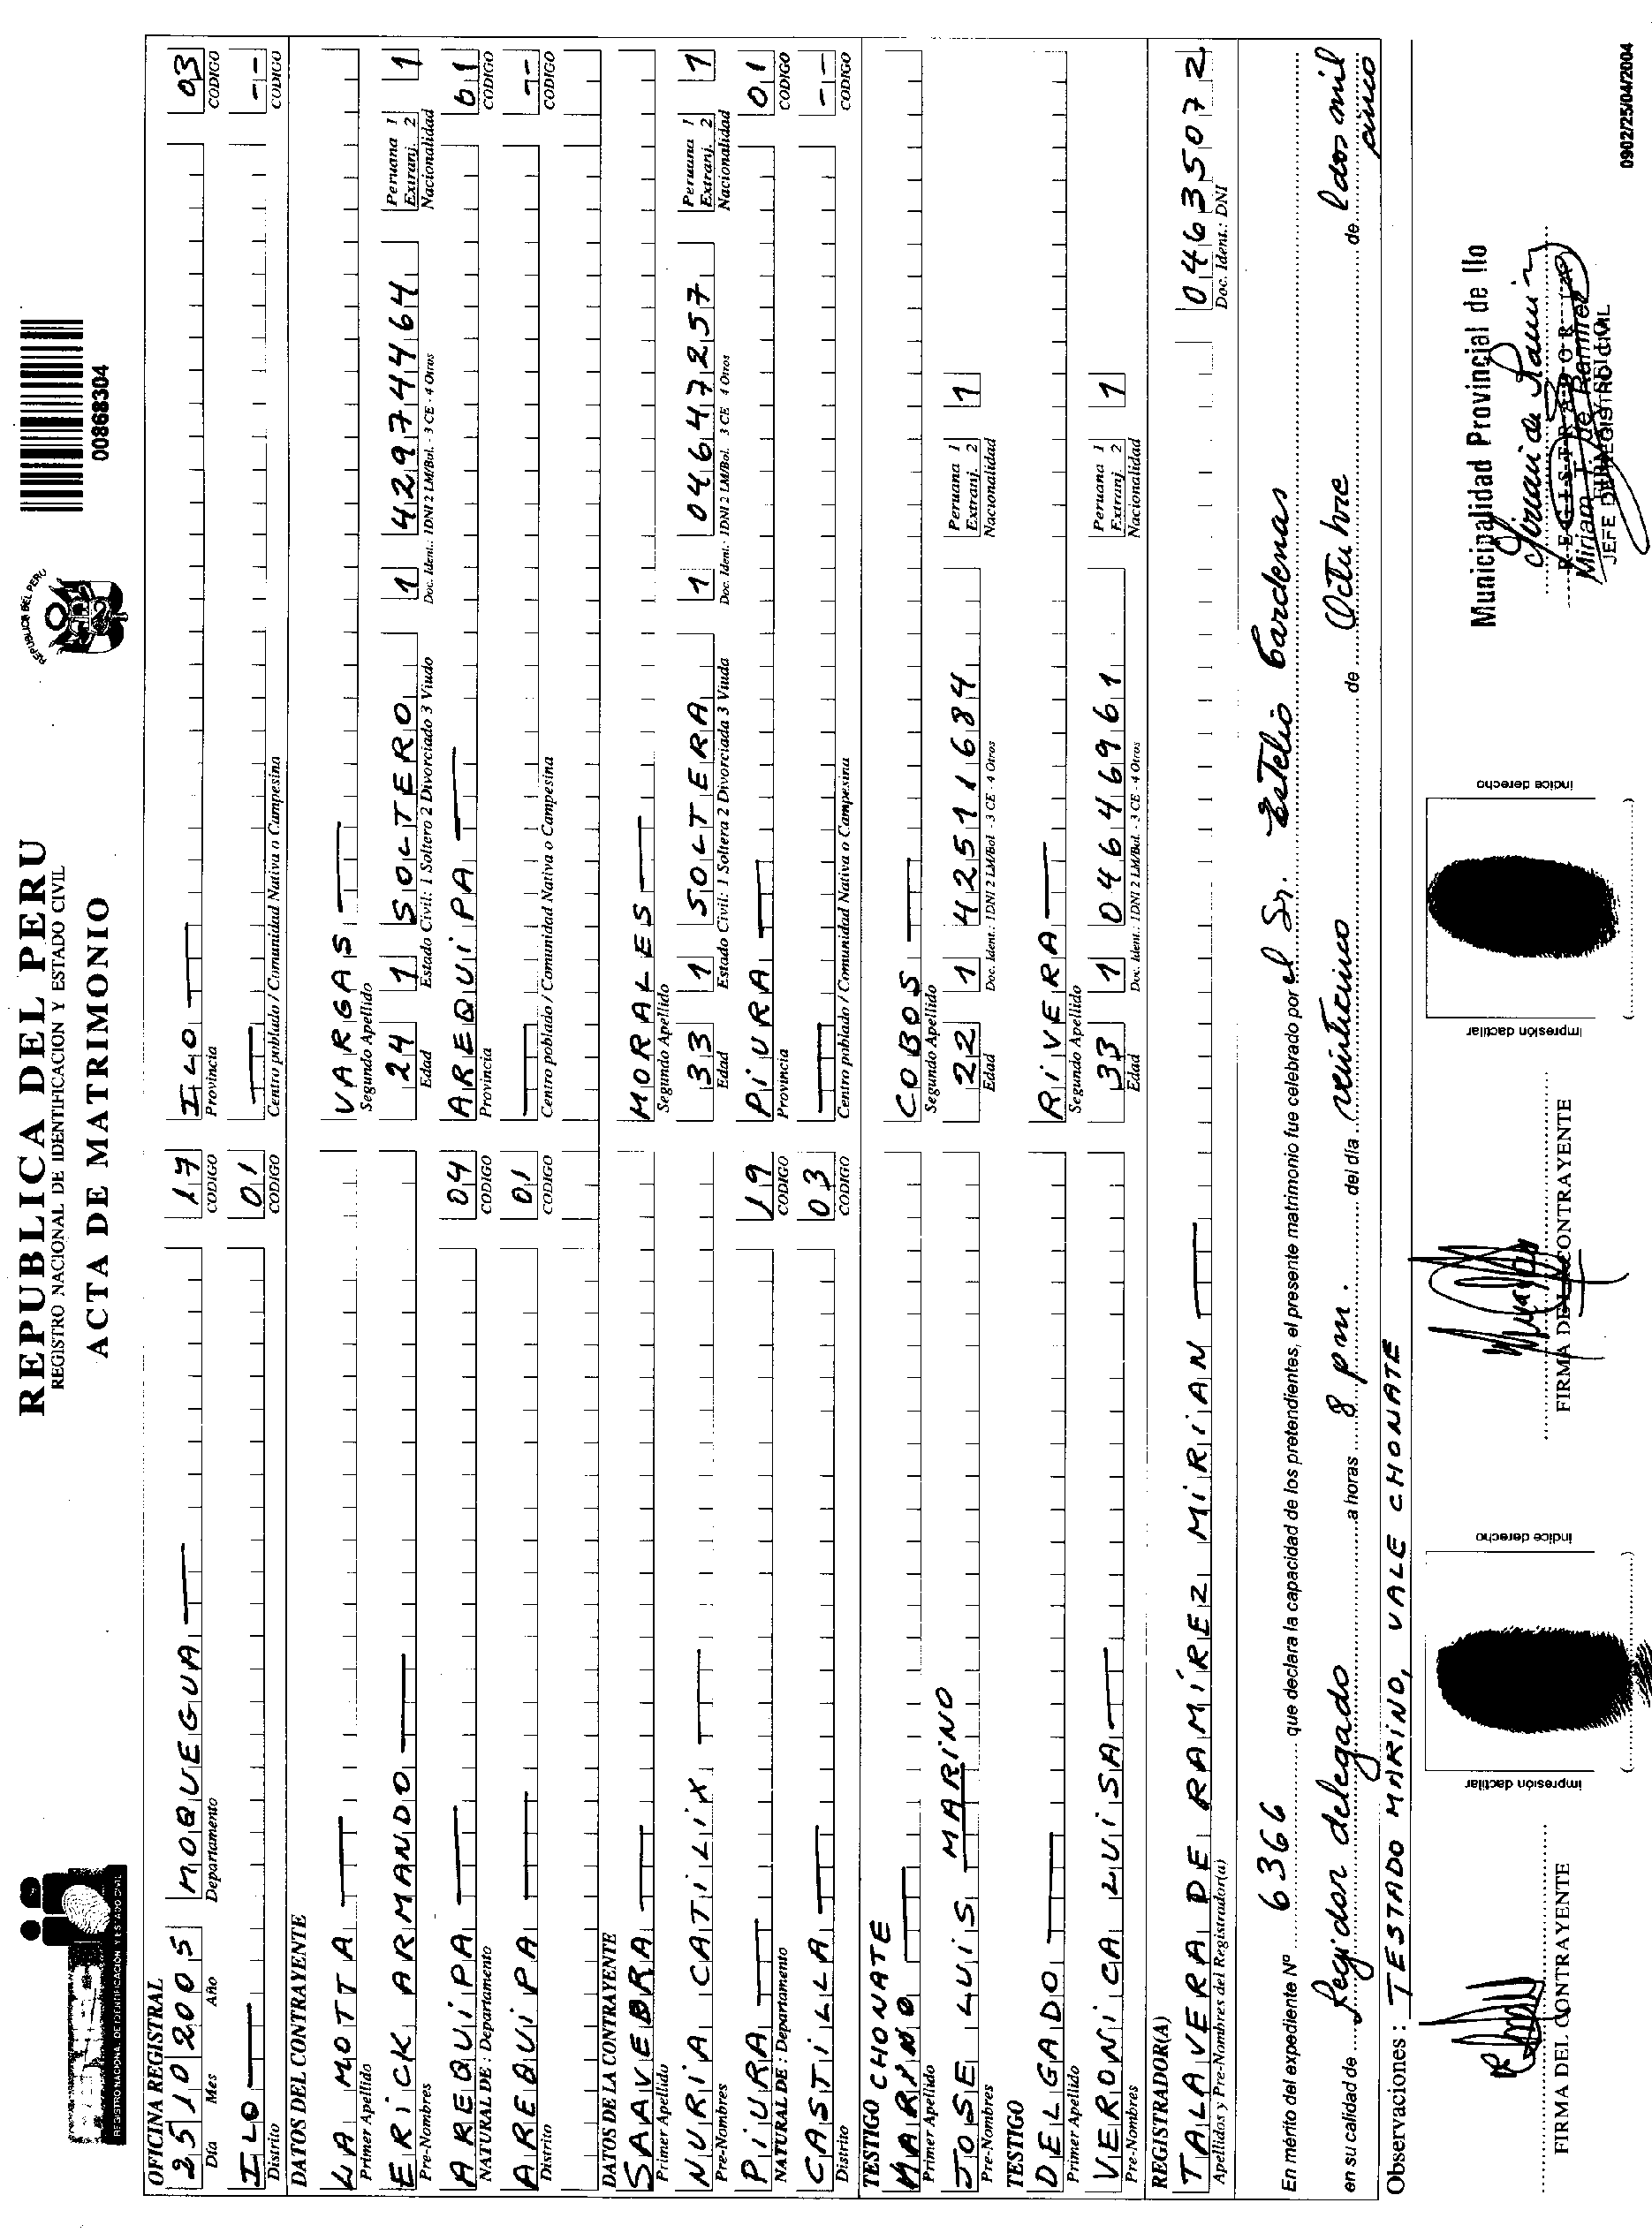 REPUBLICA DEL PERU
REGISTRO NACIONAL DE IDENTIFICACION Y ESTADO CIVIL
ACTA DE MATRIMONIO
REGISTRO NACIONAL DE IDENTIFICACIÓN Y ESTADO CIVIL
REPUBLICA DEL PERU
00868304
OFICINA REGISTRAL
25 10 2005 MOQUEGUA 17 ILO 03
Día Mes Año Departamento CODIGO Provincia CODIGO
ILO 01 --
Distrito CODIGO Centro poblado / Comunidad Nativa o Campesina CODIGO
DATOS DEL CONTRAYENTE
LA MOTTA VARGAS
Primer Apellido Segundo Apellido
ERICK ARMANDO 24 1 SOLTERO 1 42974464 Peruana 1 Extranj. 2 1
Pre-Nombres Edad Estado Civil: 1 Soltero 2 Divorciado 3 Viudo Doc. Ident.: 1DNI 2 LM/Bol. - 3 CE - 4 Otros Nacionalidad
AREQUIPA 04 AREQUIPA 01
NATURAL DE : Departamento CODIGO Provincia CODIGO
AREQUIPA 01 --
Distrito CODIGO Centro poblado / Comunidad Nativa o Campesina CODIGO
DATOS DE LA CONTRAYENTE
SAAVEDRA MORALES
Primer Apellido Segundo Apellido
NURIA CATILIX 33 1 SOLTERA 1 04647257 Peruana 1 Extranj. 2 1
Pre-Nombres Edad Estado Civil: 1 Soltera 2 Divorciada 3 Viuda Doc. Ident.: 1DNI 2 LM/Bol. 3 CE 4 Otros Nacionalidad
PIURA 19 PIURA 01
NATURAL DE : Departamento CODIGO Provincia CODIGO
CASTILLA 03 --
Distrito CODIGO Centro poblado / Comunidad Nativa o Campesina CODIGO
TESTIGO CHONATE
MARINO COBOS
Primer Apellido Segundo Apellido
JOSE LUIS MARINO 22 1 42511684 Peruana 1 Extranj. 2 1
Pre-Nombres Edad Doc. Ident.: 1DNI 2 LM/Bol - 3 CE - 4 Otros Nacionalidad
TESTIGO
DELGADO RIVERA
Primer Apellido Segundo Apellido
VERONICA LUISA 33 1 04646961 Peruana 1 Extranj. 2 1
Pre-Nombres Edad Doc. Ident.: 1DNI 2 LM/Bol. - 3 CE - 4 Otros Nacionalidad
REGISTRADOR(A)
TALAVERA DE RAMÍREZ MIRIAN 04635072
Apellidos y Pre-Nombres del Registrador(a) Doc. Ident.: DNI
En mérito del expediente Nº 6366 que declara la capacidad de los pretendientes, el presente matrimonio fue celebrado por el Sr. Estelio Cardenas
en su calidad de Regidor delegado a horas 8 pm. del día veinticinco de Octubre de dos mil
cinco
Observaciones : TESTADO MARINO, VALE CHONATE
Municipalidad Provincial de Ilo
impresión dactilar índice derecho impresión dactilar índice derecho
REGISTRADOR
Miriam T. de Ramírez
JEFE DE REGISTRO CIVIL
FIRMA DEL CONTRAYENTE FIRMA DE LA CONTRAYENTE
0902/25/04/2004